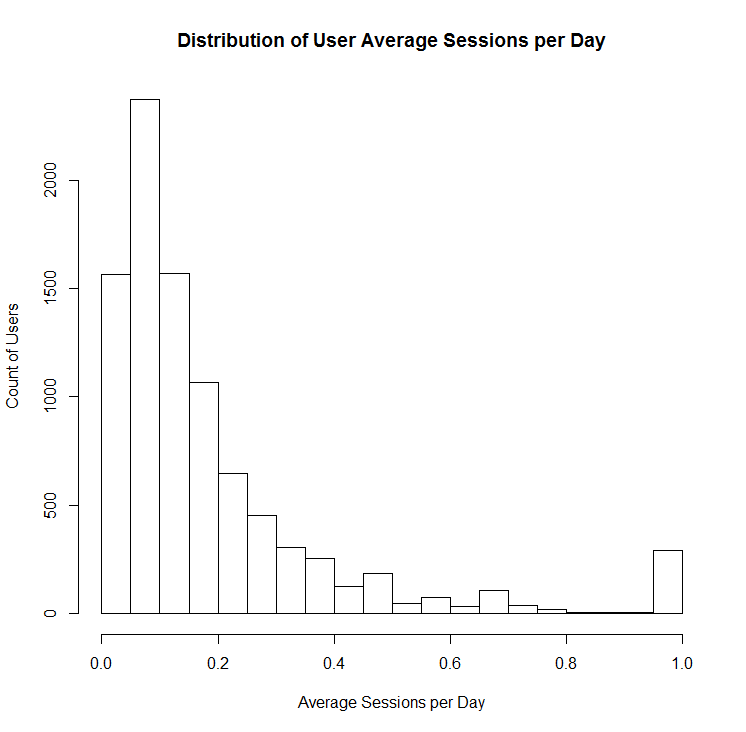 Distribution of User Average Sessions per Day
Count of Users
2000
1500
1000
500
0
0.0 0.2 0.4 0.6 0.8 1.0
Average Sessions per Day